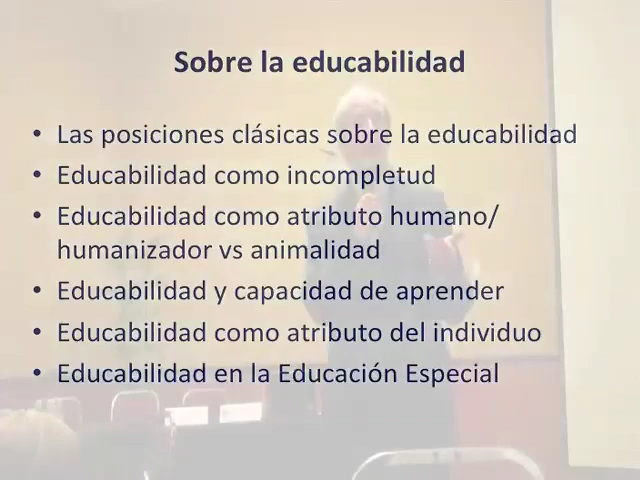 Sobre la educabilidad
• Las posiciones clásicas sobre la educabilidad
• Educabilidad como incompletud
• Educabilidad como atributo humano/
humanizador vs animalidad
• Educabilidad y capacidad de aprender
• Educabilidad como atributo del individuo
• Educabilidad en la Educación Especial